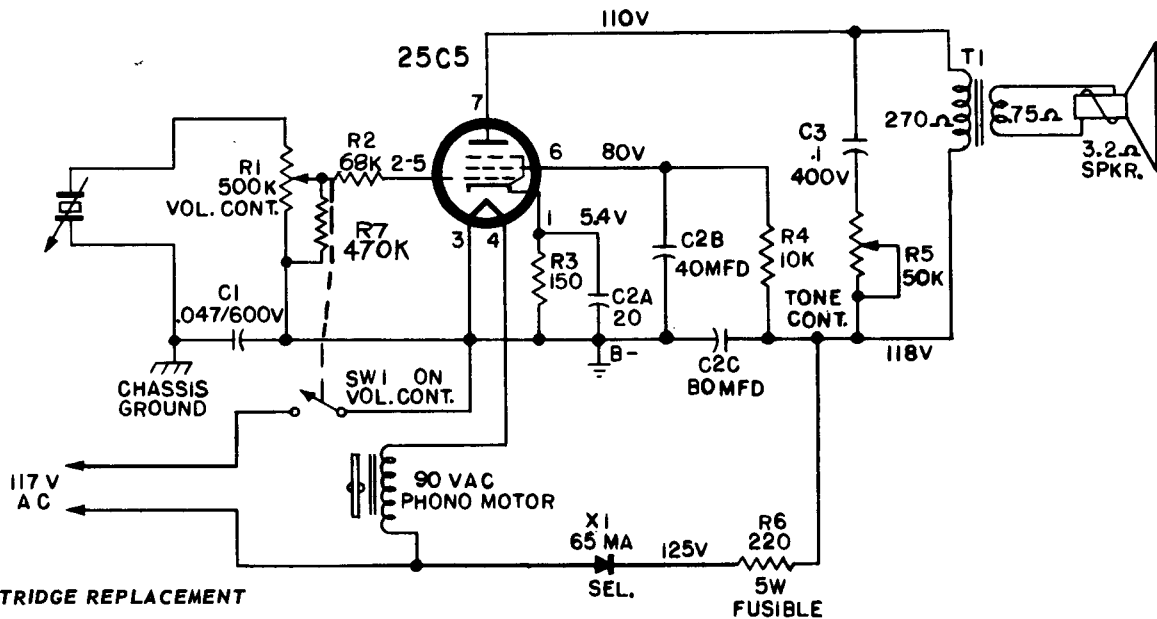 110V
25C5
T1
7
270Ω
.75Ω
C3
.1
400V
3.2Ω
SPKR.
R1
500K
VOL. CONT.
R2
68K
2-5
6
80V
R7
470K
3
4
1
5.4V
R3
150
C2A
20
C2B
40MFD
R4
10K
R5
50K
TONE
CONT.
C1
.047/600V
CHASSIS
GROUND
B-
C2C
80MFD
118V
SW1 ON
VOL. CONT.
117 V
AC
90 VAC
PHONO MOTOR
X1
65 MA
SEL.
125V
R6
220
5W
FUSIBLE
TRIDGE REPLACEMENT